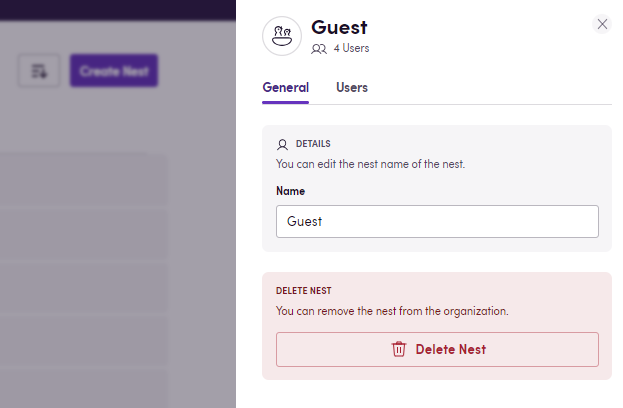 Create Nest
Guest
4 Users
General
Users
DETAILS
You can edit the nest name of the nest.
Name
Guest
DELETE NEST
You can remove the nest from the organization.
Delete Nest